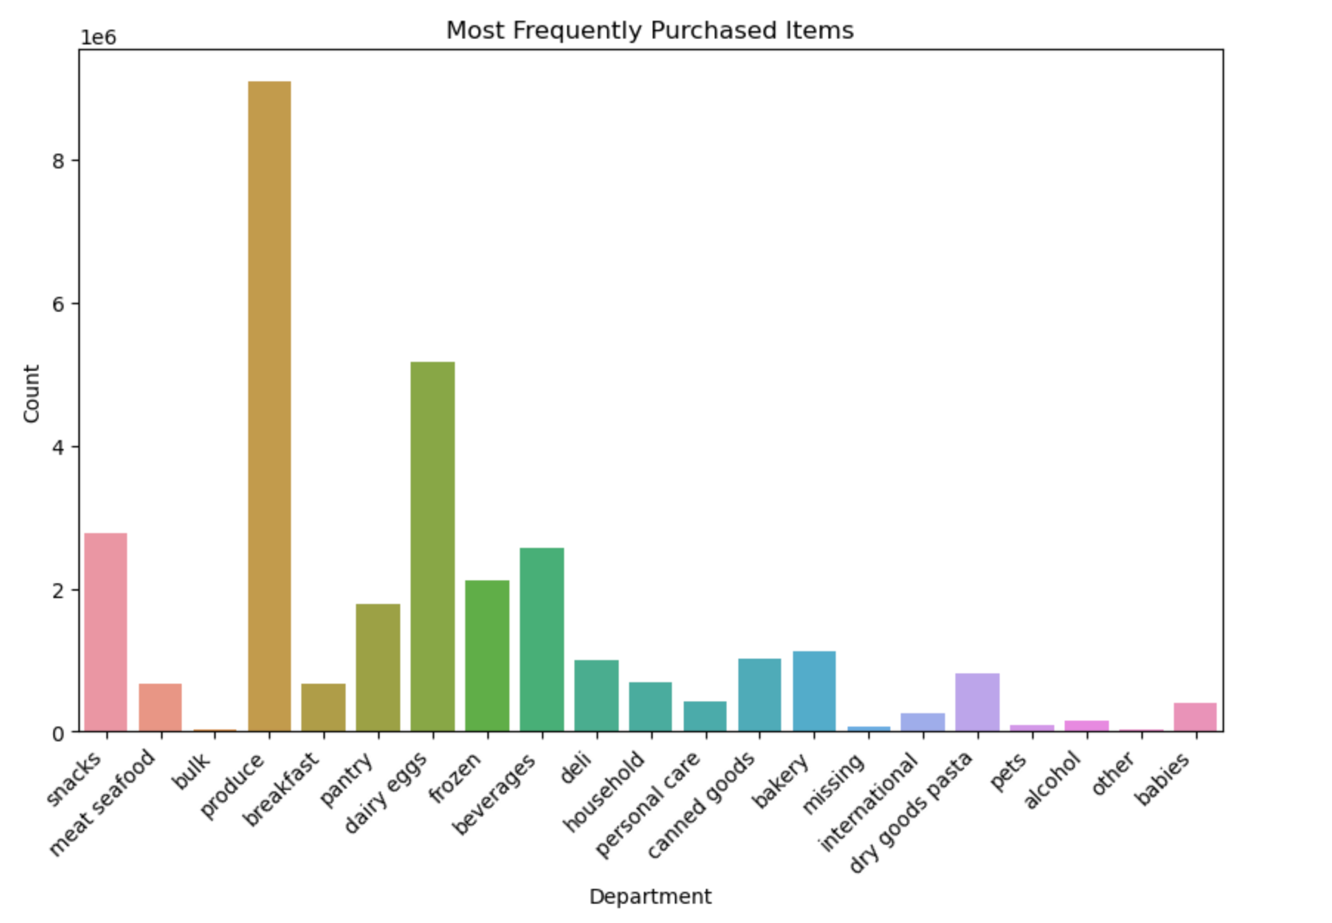 Most Frequently Purchased Items
1e6
8
6
4
2
0
Count
snacks
meat seafood
bulk
produce
breakfast
pantry
dairy eggs
frozen
beverages
deli
household
personal care
canned goods
bakery
missing
international
dry goods pasta
pets
alcohol
other
babies
Department